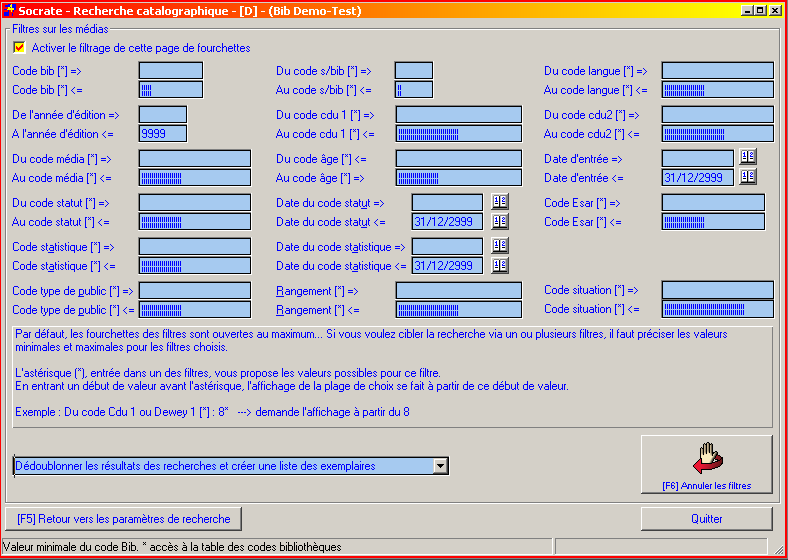 Socrate - Recherche catalographique - [D] - (Bib Demo-Test)
Filtres sur les médias
Activer le filtrage de cette page de fourchettes
Code bib [*] => Du code s/bib [*] => Du code langue [*] =>
Code bib [*] <= Au code s/bib [*] <= Au code langue [*] <=
De l'année d'édition => Du code cdu 1 [*] => Du code cdu2 [*] =>
A l'année d'édition <= 9999 Au code cdu 1 [*] <= Au code cdu2 [*] <=
Du code média [*] => Du code âge [*] <= Date d'entrée =>
Au code média [*] <= Au code âge [*] => Date d'entrée <= 31/12/2999
Du code statut [*] => Date du code statut => Code Esar [*] =>
Au code statut [*] <= Date du code statut <= 31/12/2999 Code Esar [*] <=
Code statistique [*] => Date du code statistique =>
Code statistique [*] <= Date du code statistique <= 31/12/2999
Code type de public [*] => Rangement [*] => Code situation [*] =>
Code type de public [*] <= Rangement [*] <= Code situation [*] <=
Par défaut, les fourchettes des filtres sont ouvertes au maximum... Si vous voulez cibler la recherche via un ou plusieurs filtres, il faut préciser les valeurs
minimales et maximales pour les filtres choisis.
L'astérisque (*), entrée dans un des filtres, vous propose les valeurs possibles pour ce filtre.
En entrant un début de valeur avant l'astérisque, l'affichage de la plage de choix se fait à partir de ce début de valeur.
Exemple : Du code Cdu 1 ou Dewey 1 [*] : 8* ---> demande l'affichage à partir du 8
Dédoublonner les résultats des recherches et créer une liste des exemplaires
[F6] Annuler les filtres
[F5] Retour vers les paramètres de recherche Quitter
Valeur minimale du code Bib. * accès à la table des codes bibliothèques